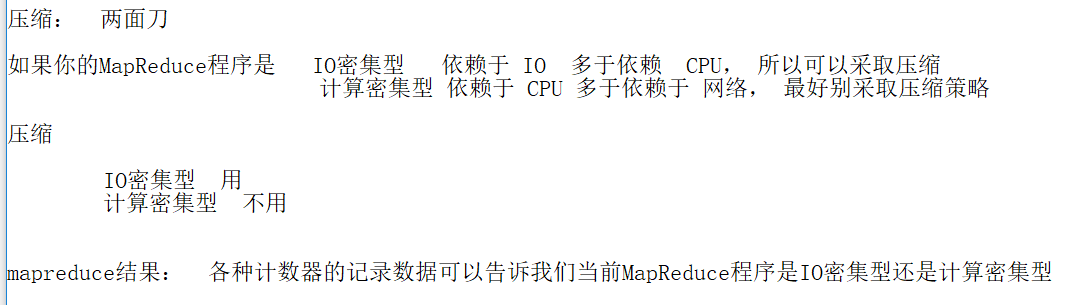 压缩： 两面刀
如果你的MapReduce程序是 IO密集型 依赖于 IO 多于依赖 CPU， 所以可以采取压缩
计算密集型 依赖于 CPU 多于依赖于 网络， 最好别采取压缩策略
压缩
IO密集型 用
计算密集型 不用
mapreduce结果： 各种计数器的记录数据可以告诉我们当前MapReduce程序是IO密集型还是计算密集型